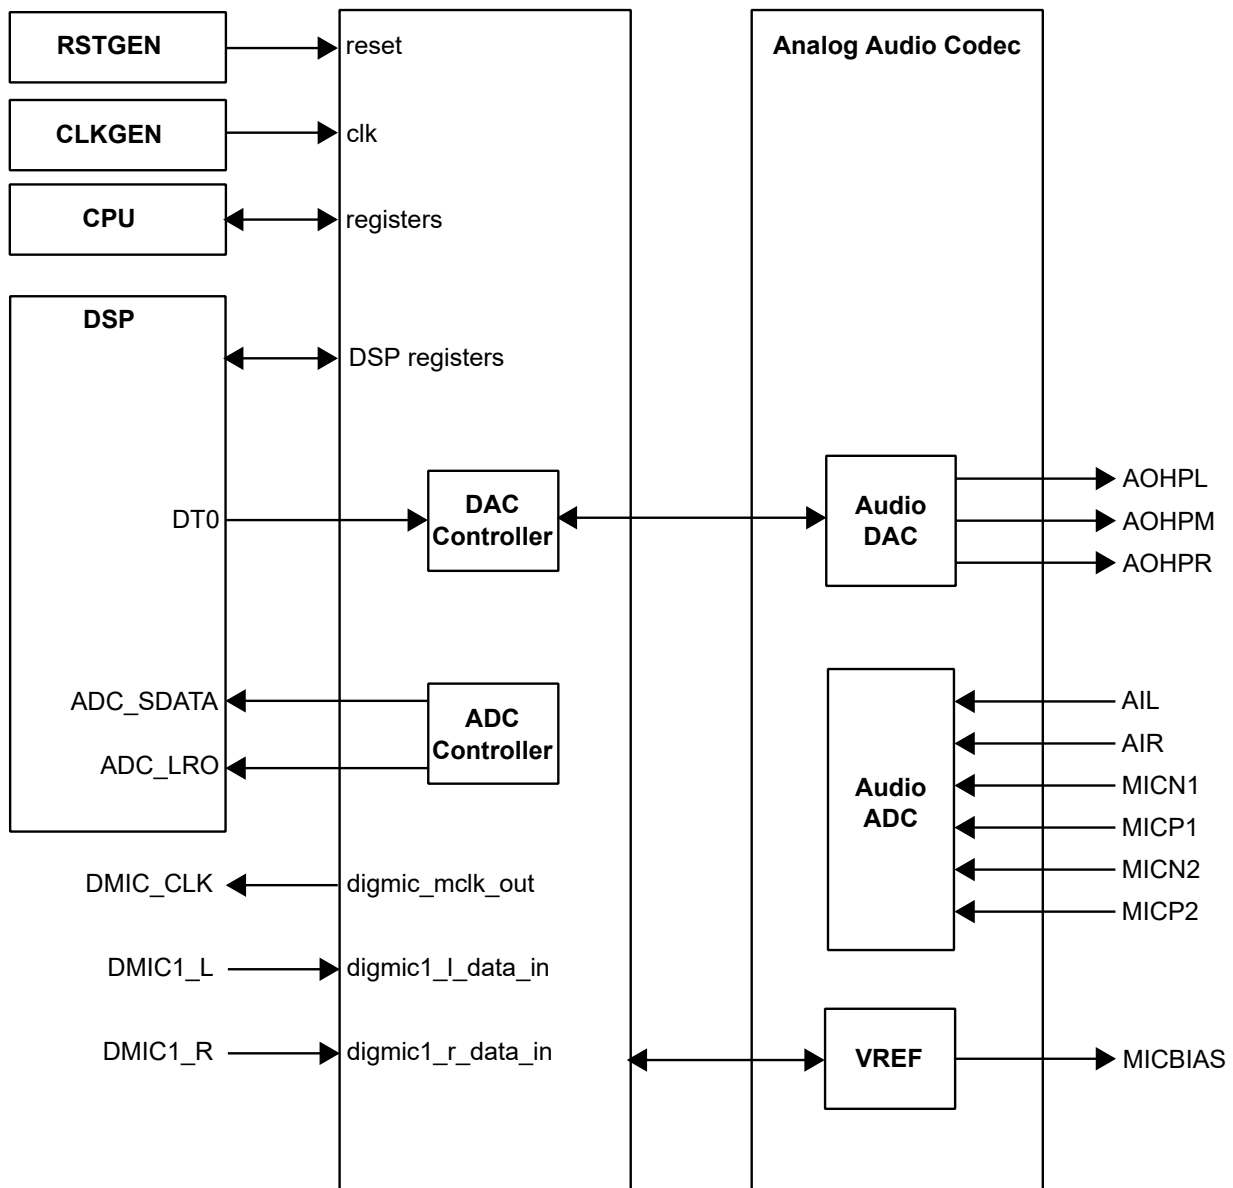 RSTGEN
reset
Analog Audio Codec
CLKGEN
clk
CPU
registers
DSP
DSP registers
DT0
DAC
Controller
Audio
DAC
AOHPL
AOHPM
AOHPR
ADC_SDATA
ADC_LRO
ADC
Controller
Audio
ADC
AIL
AIR
MICN1
MICP1
MICN2
MICP2
DMIC_CLK
digmic_mclk_out
DMIC1_L
digmic1_l_data_in
DMIC1_R
digmic1_r_data_in
VREF
MICBIAS